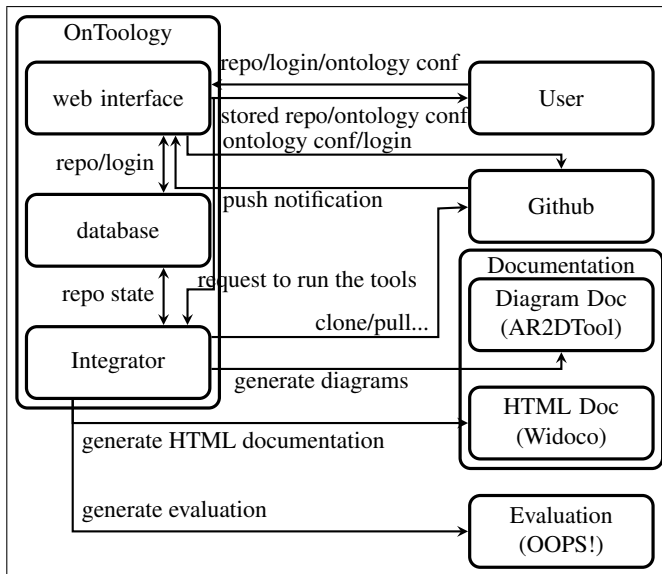 OnToology
repo/login/ontology conf
web interface
User
stored repo/ontology conf
ontology conf/login
repo/login
push notification
Github
database
Documentation
request to run the tools
repo state
Diagram Doc
(AR2DTool)
clone/pull...
Integrator
generate diagrams
HTML Doc
(Widoco)
generate HTML documentation
generate evaluation
Evaluation
(OOPS!)